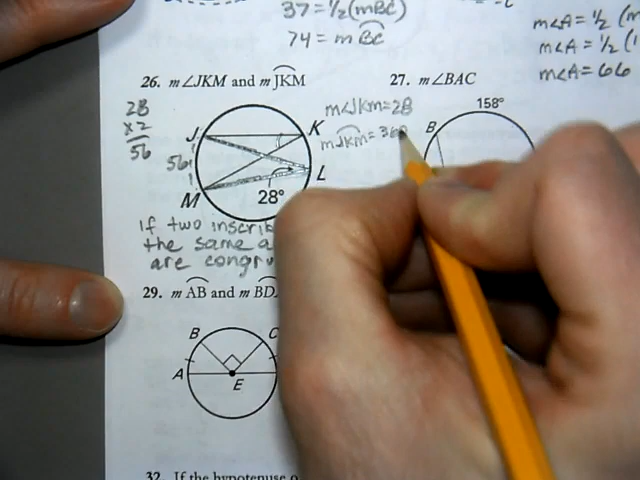 37 = 1/2(mBC)
74 = mBC
m∠A = 1/2 (
m∠A = 1/2 (
m∠A = 66
26. m∠JKM and mJKM
27. m∠BAC
28
x2
56
J
K
L
M
56
28°
m∠JKM = 28
mJKM = 360
158°
B
If two inscrib
the same a
are congru
29. mAB and mBD
B
C
A
E
32. If the hypotenuse o